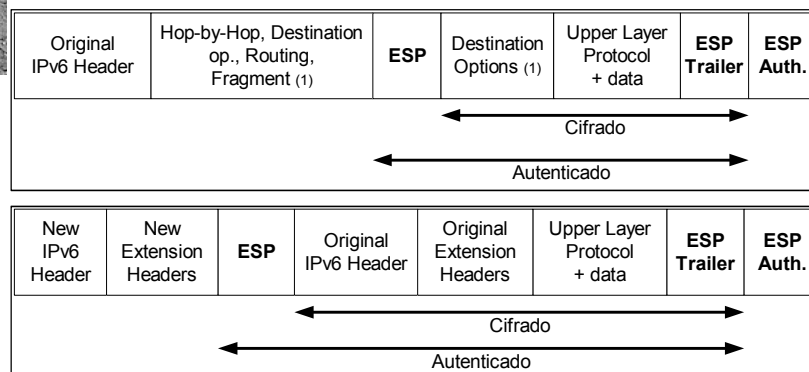 Original
IPv6 Header
Hop-by-Hop, Destination
op., Routing,
Fragment (1)
ESP
Destination
Options (1)
Upper Layer
Protocol
+ data
ESP
Trailer
ESP
Auth.
Cifrado
Autenticado
New
IPv6
Header
New
Extension
Headers
ESP
Original
IPv6 Header
Original
Extension
Headers
Upper Layer
Protocol
+ data
ESP
Trailer
ESP
Auth.
Cifrado
Autenticado